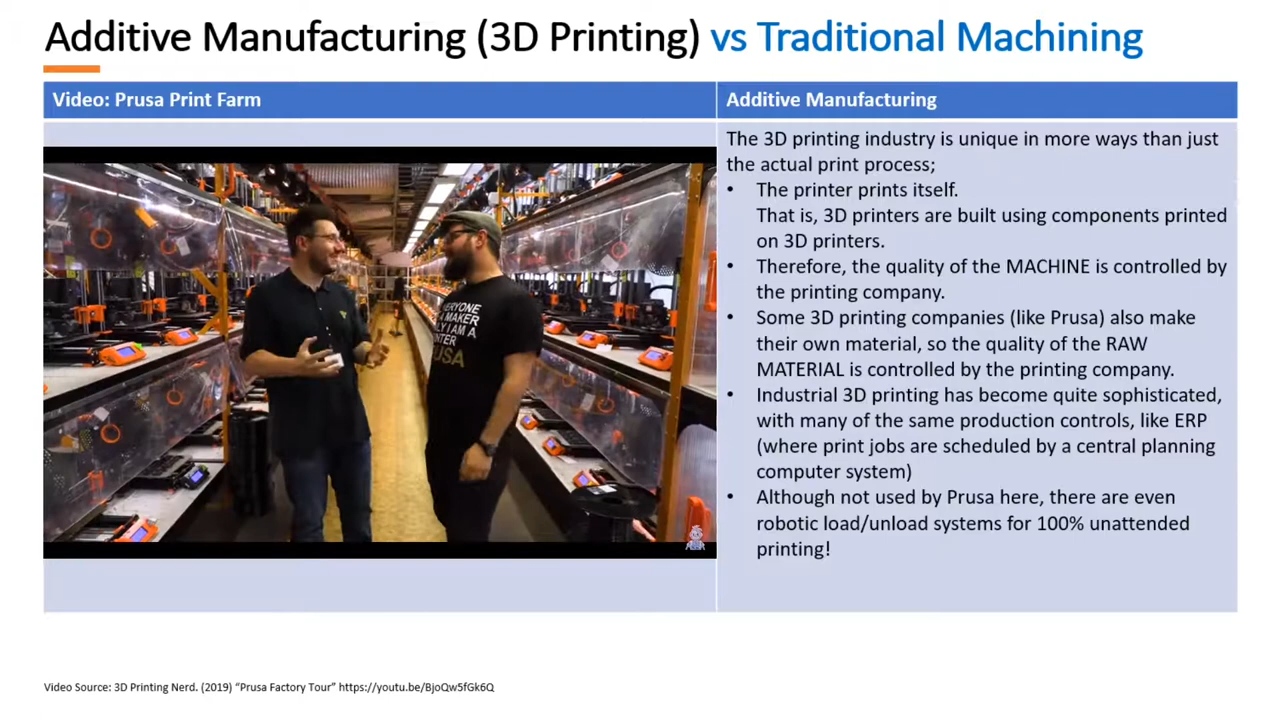 Additive Manufacturing (3D Printing) vs Traditional Machining
Video: Prusa Print Farm
Additive Manufacturing
The 3D printing industry is unique in more ways than just
the actual print process;
• The printer prints itself.
That is, 3D printers are built using components printed
on 3D printers.
• Therefore, the quality of the MACHINE is controlled by
the printing company.
• Some 3D printing companies (like Prusa) also make
their own material, so the quality of the RAW
MATERIAL is controlled by the printing company.
• Industrial 3D printing has become quite sophisticated,
with many of the same production controls, like ERP
(where print jobs are scheduled by a central planning
computer system)
• Although not used by Prusa here, there are even
robotic load/unload systems for 100% unattended
printing!
MAKER
I AM A
Video Source: 3D Printing Nerd. (2019) “Prusa Factory Tour” https://youtu.be/BjoQw5fGk6Q